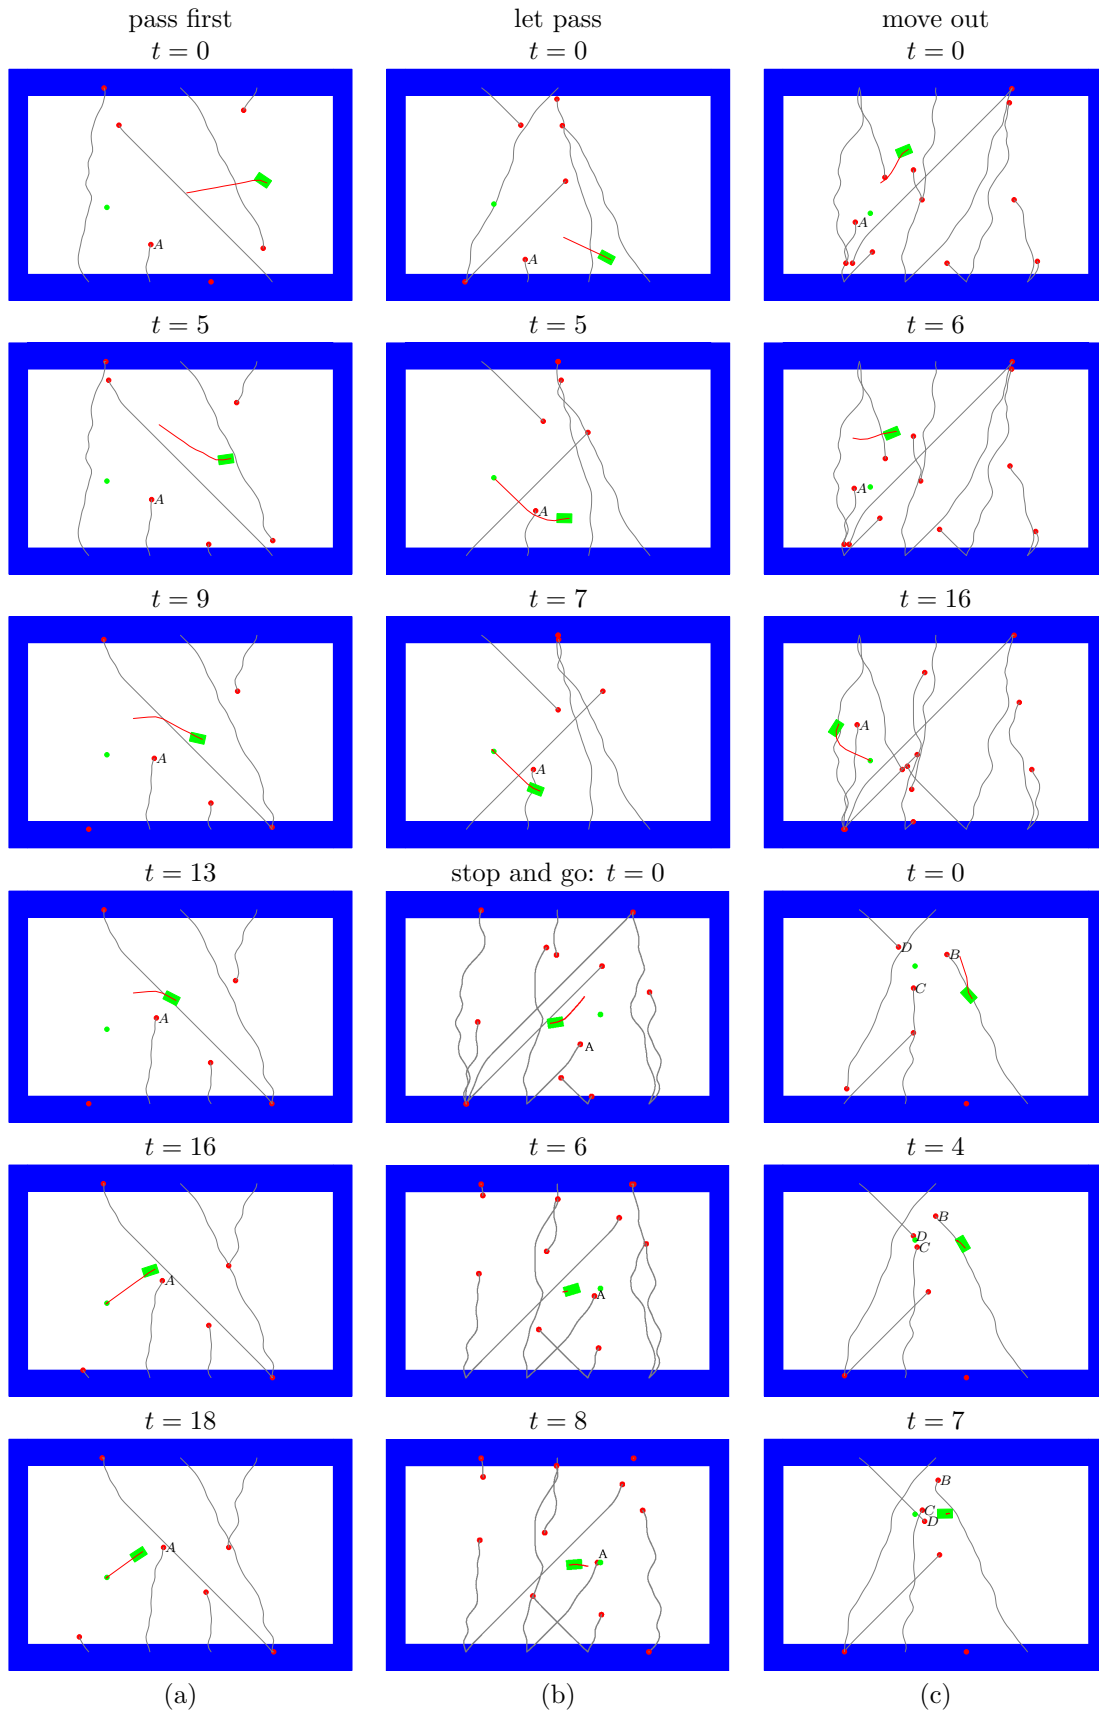 pass first let pass move out
t = 0 t = 0 t = 0
A A A
t = 5 t = 5 t = 6
A A A
t = 9 t = 7 t = 16
A A A
t = 13 stop and go: t = 0 t = 0
D B
C
A A
t = 16 t = 6 t = 4
B
D
C
A A
t = 18 t = 8 t = 7
B
C
D
A A
(a) (b) (c)